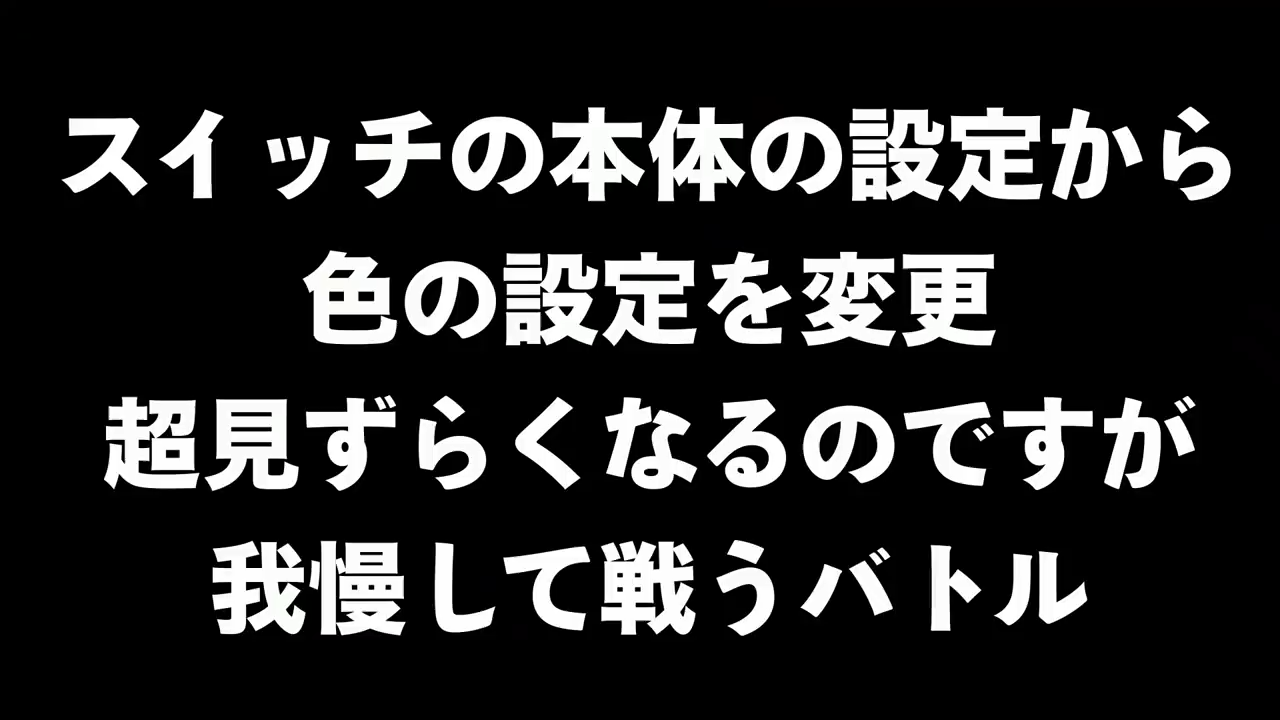 スイッチの本体の設定から
色の設定を変更
超見ずらくなるのですが
我慢して戦うバトル